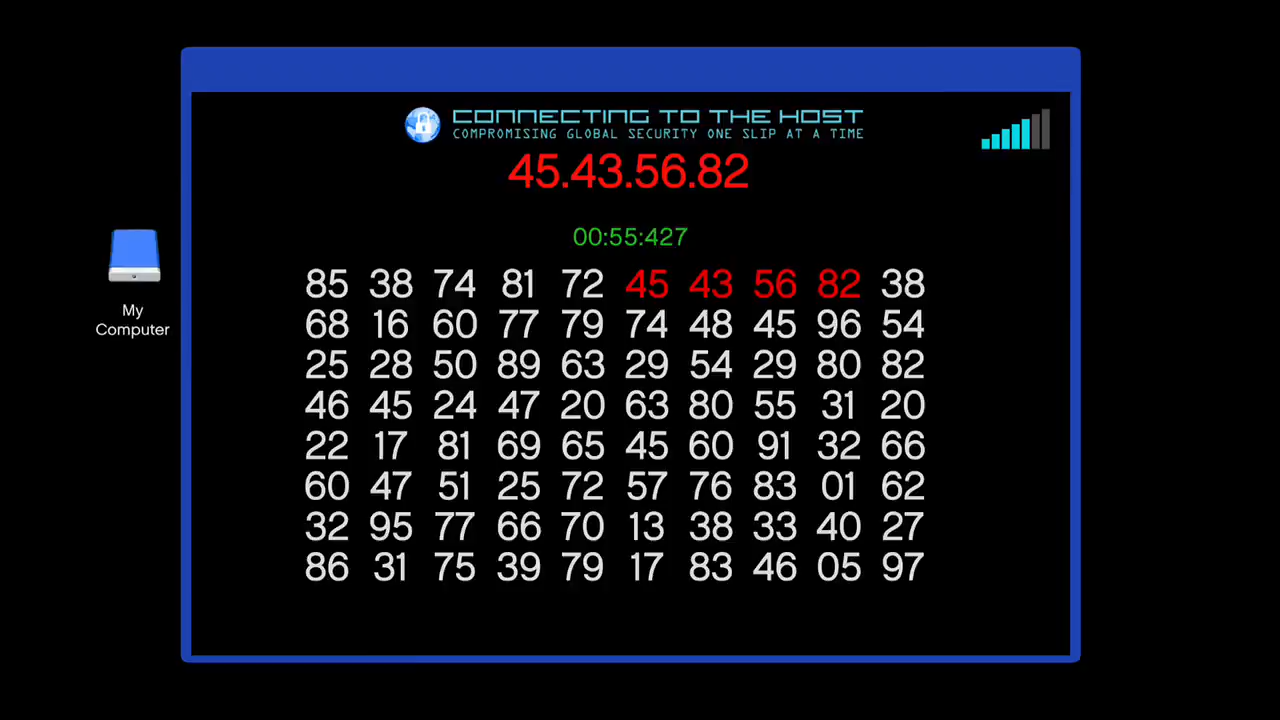 CONNECTING TO THE HOST
COMPROMISING GLOBAL SECURITY ONE SLIP AT A TIME
45.43.56.82
00:55:427
85 38 74 81 72 45 43 56 82 38
68 16 60 77 79 74 48 45 96 54
25 28 50 89 63 29 54 29 80 82
46 45 24 47 20 63 80 55 31 20
22 17 81 69 65 45 60 91 32 66
60 47 51 25 72 57 76 83 01 62
32 95 77 66 70 13 38 33 40 27
86 31 75 39 79 17 83 46 05 97
My
Computer